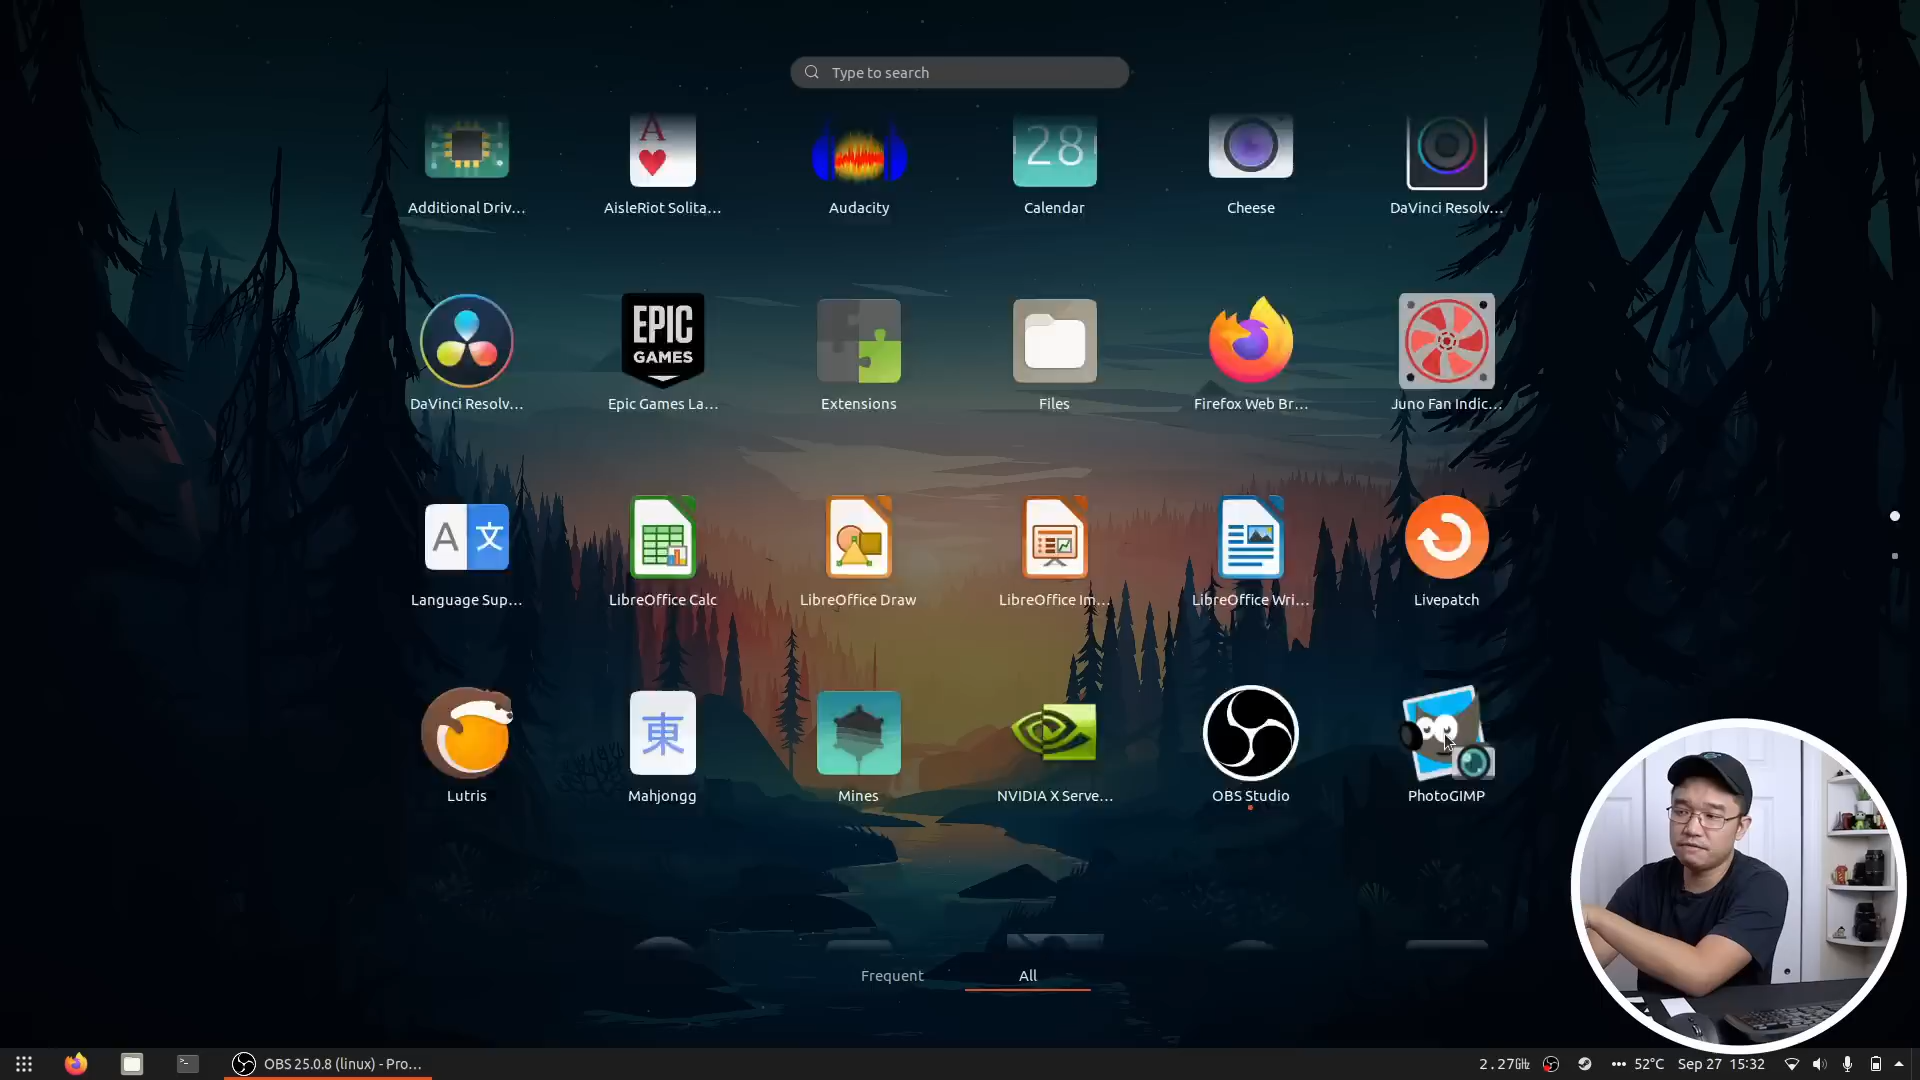 Type to search
A
28
Additional Driv...
AisleRiot Solita...
Audacity
Calendar
Cheese
DaVinci Resolv...
EPIC
GAMES
DaVinci Resolv...
Epic Games La...
Extensions
Files
Firefox Web Br...
Juno Fan Indic...
A 文
Language Sup...
LibreOffice Calc
LibreOffice Draw
LibreOffice Im...
LibreOffice Wri...
Livepatch
東
Lutris
Mahjongg
Mines
NVIDIA X Serve...
OBS Studio
PhotoGIMP
Frequent
All
OBS 25.0.8 (linux) - Pro...
2.27GHz
52°C
Sep 27 15:32